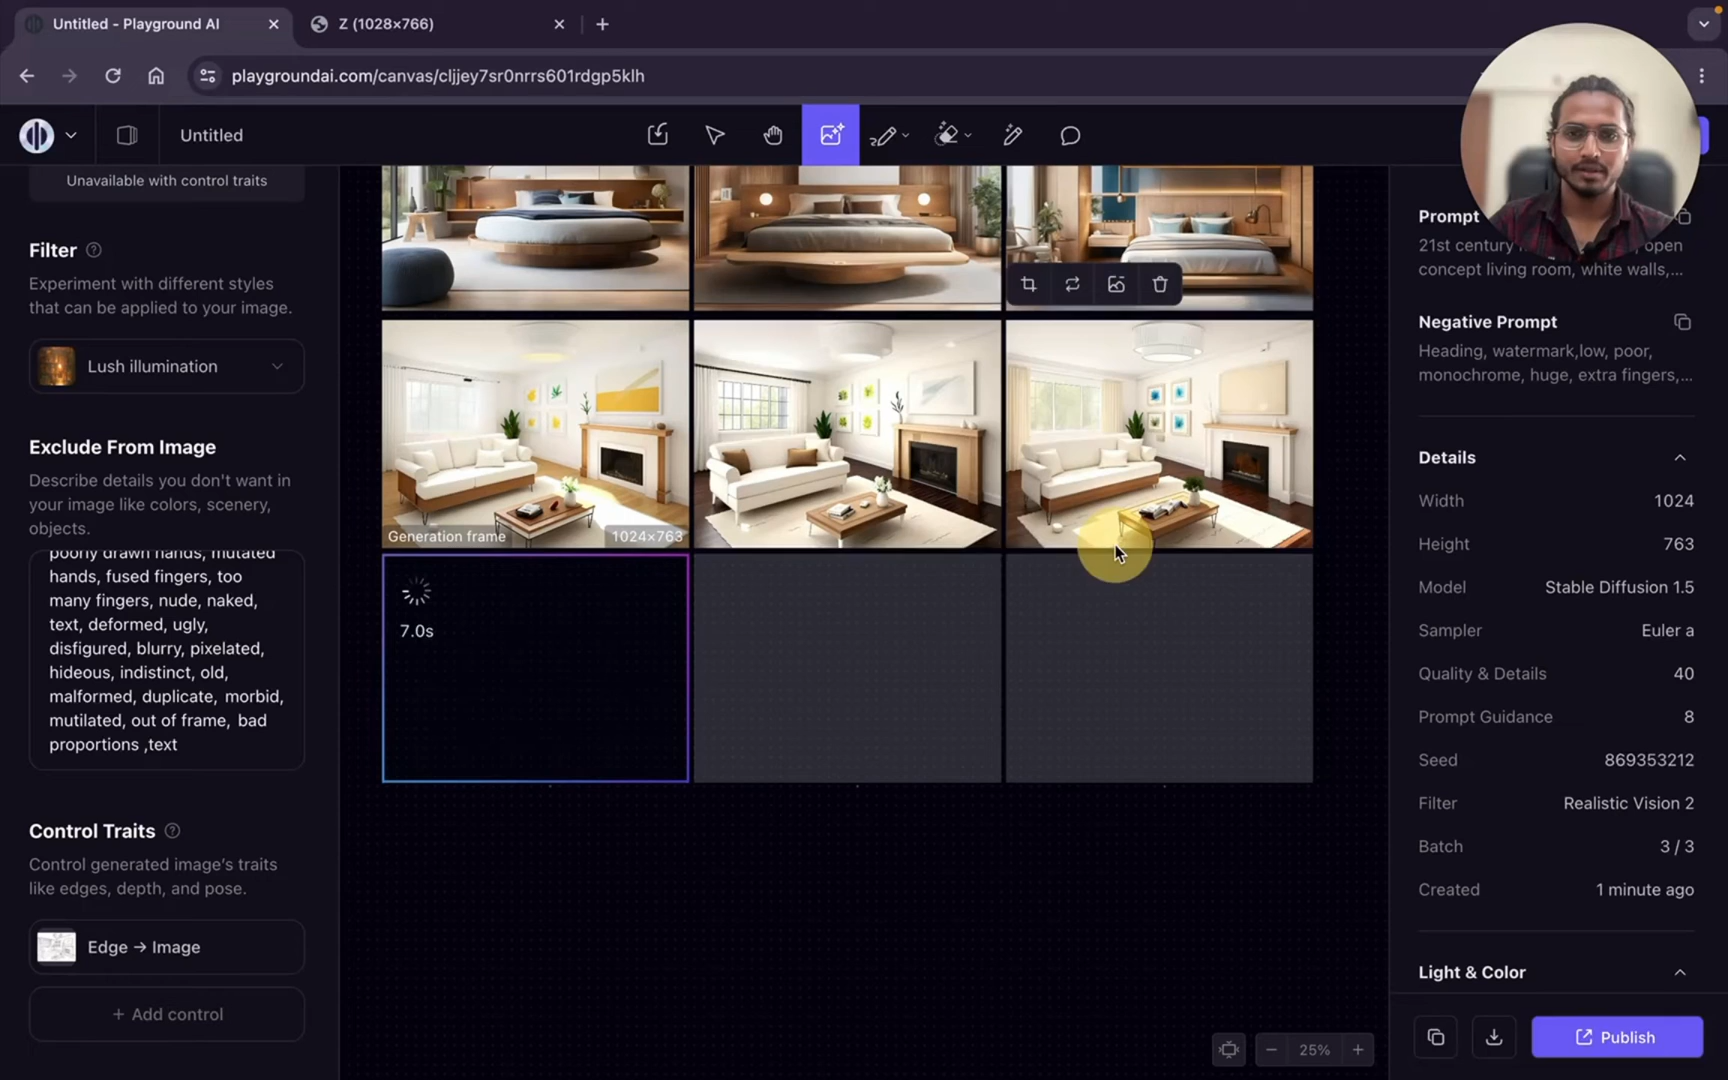 Untitled - Playground AI
Z (1028×766)
playgroundai.com/canvas/cljjey7sr0nrrs601rdgp5klh
Untitled
Unavailable with control traits
Filter
Experiment with different styles
that can be applied to your image.
Lush illumination
Exclude From Image
Describe details you don't want in
your image like colors, scenery,
objects.
poorly drawn hands, mutated
hands, fused fingers, too
many fingers, nude, naked,
text, deformed, ugly,
disfigured, blurry, pixelated,
hideous, indistinct, old,
malformed, duplicate, morbid,
mutilated, out of frame, bad
proportions ,text
Control Traits
Control generated image's traits
like edges, depth, and pose.
Edge → Image
+ Add control
Generation frame
1024×763
7.0s
25%
Prompt
21st century open
concept living room, white walls,...
Negative Prompt
Heading, watermark,low, poor,
monochrome, huge, extra fingers,...
Details
Width 1024
Height 763
Model Stable Diffusion 1.5
Sampler Euler a
Quality & Details 40
Prompt Guidance 8
Seed 869353212
Filter Realistic Vision 2
Batch 3 / 3
Created 1 minute ago
Light & Color
Publish